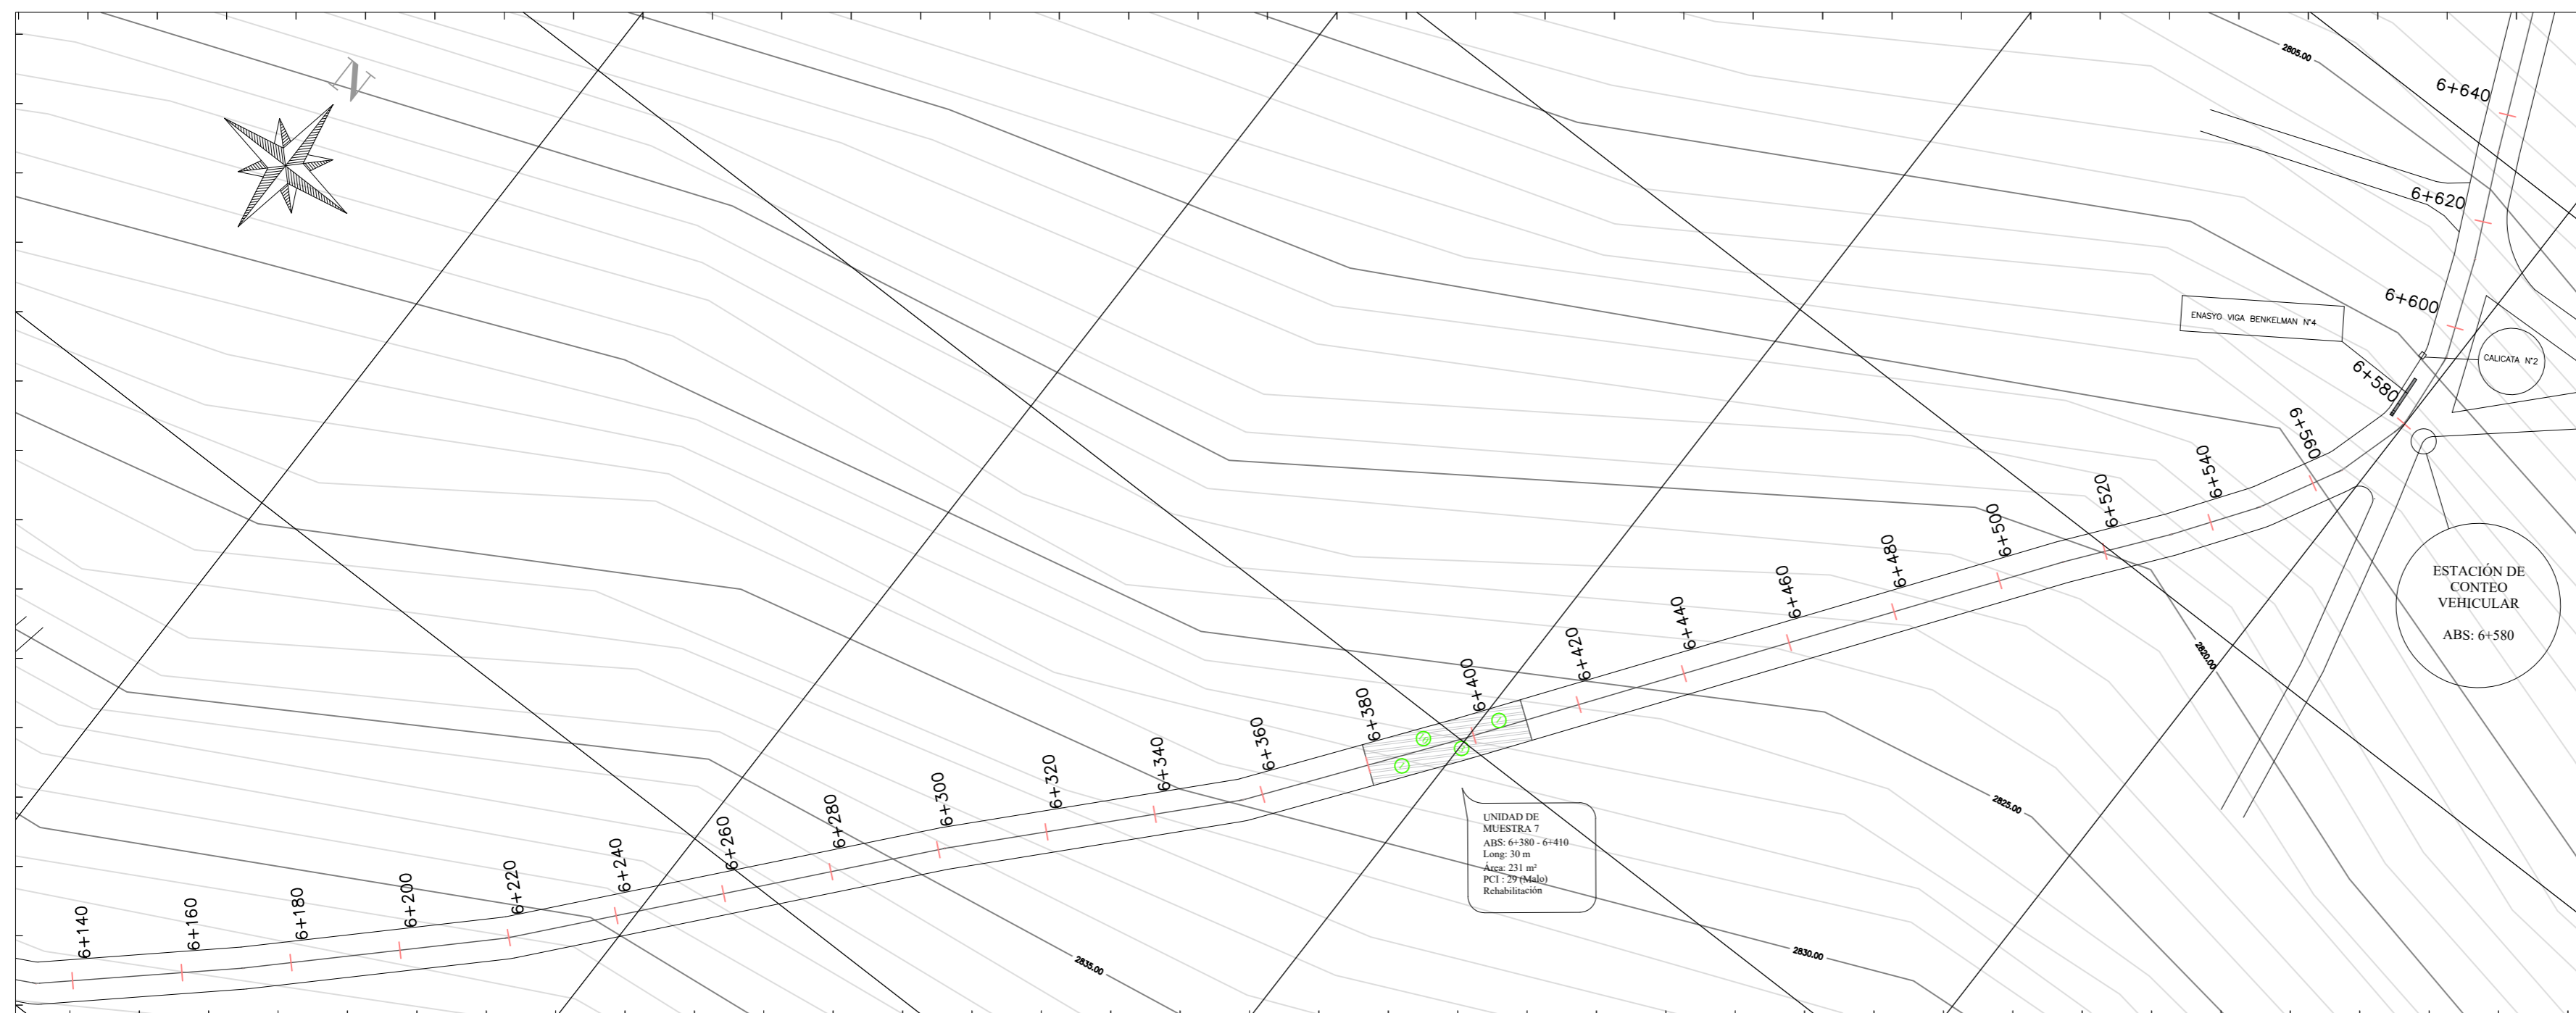 N
2805.00
6+640
6+620
6+600
ENASYO VIGA BENKELMAN N°4
CALICATA N°2
6+580
6+560
6+540
6+520
6+500
6+480
6+460
6+440
6+420
6+400
6+380
6+360
6+340
6+320
6+300
6+280
6+260
6+240
6+220
6+200
6+180
6+160
6+140
ESTACIÓN DE
CONTEO
VEHICULAR
ABS: 6+580
2820.00
2825.00
2830.00
2835.00
UNIDAD DE
MUESTRA 7
ABS: 6+380 - 6+410
Long: 30 m
Área: 231 m²
PCI : 29 (Malo)
Rehabilitación